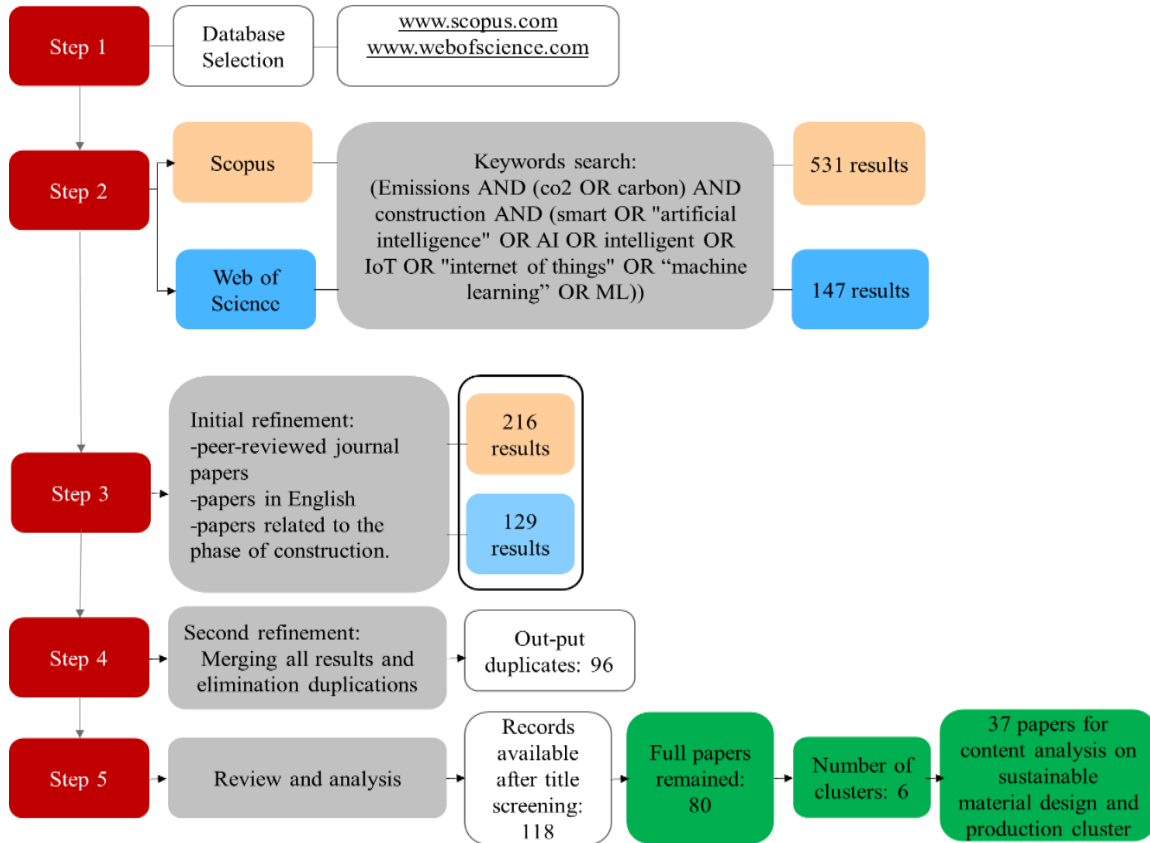 Step 1
Database
Selection
www.scopus.com
www.webofscience.com
Step 2
Scopus
Web of
Science
Keywords search:
(Emissions AND (co2 OR carbon) AND
construction AND (smart OR "artificial
intelligence" OR AI OR intelligent OR
IoT OR "internet of things" OR “machine
learning” OR ML))
531 results
147 results
Step 3
Initial refinement:
-peer-reviewed journal
papers
-papers in English
-papers related to the
phase of construction.
216
results
129
results
Step 4
Second refinement:
Merging all results and
elimination duplications
Out-put
duplicates: 96
Step 5
Review and analysis
Records
available
after title
screening:
118
Full papers
remained:
80
Number of
clusters: 6
37 papers for
content analysis on
sustainable
material design and
production cluster